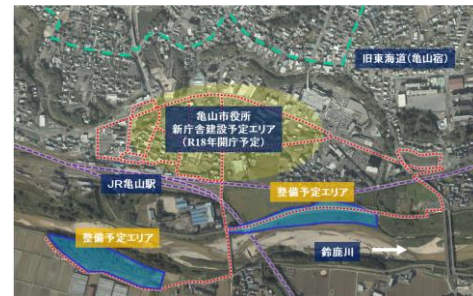 旧東海道(亀山宿)
亀山市役所
新庁舎建設予定エリア
(R18年開庁予定)
JR亀山駅
整備予定エリア
整備予定エリア
鈴鹿川